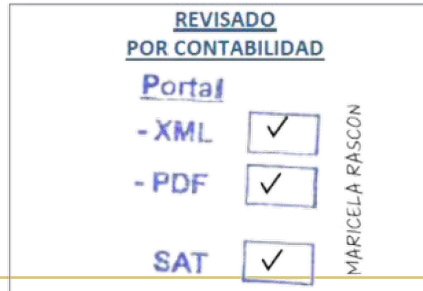 REVISADO
POR CONTABILIDAD
Portal
- XML ✓
- PDF ✓
SAT ✓
MARICELA RASCON